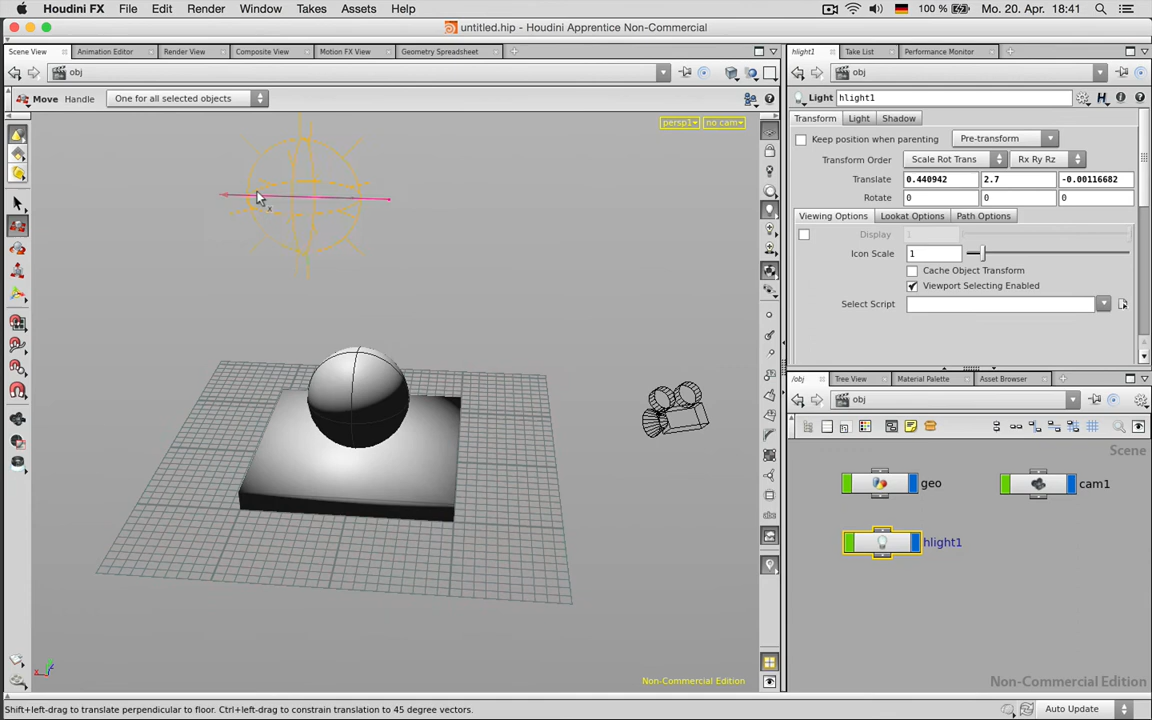 Houdini FX File Edit Render Window Takes Assets Help 100 % Mo. 20. Apr. 18:41
untitled.hip - Houdini Apprentice Non-Commercial
Scene View Animation Editor Render View Composite View Motion FX View Geometry Spreadsheet
obj
Move Handle One for all selected objects
persp1 no cam
x
x
Non-Commercial Edition
hlight1 Take List Performance Monitor
obj
Light hlight1
Transform Light Shadow
Keep position when parenting Pre-transform
Transform Order Scale Rot Trans Rx Ry Rz
Translate 0.440942 2.7 -0.00116682
Rotate 0 0 0
Viewing Options Lookat Options Path Options
Display 1
Icon Scale 1
Cache Object Transform
Viewport Selecting Enabled
Select Script
/obj Tree View Material Palette Asset Browser
obj
Scene
geo cam1
hlight1
Non-Commercial Edition
Shift+left-drag to translate perpendicular to floor. Ctrl+left-drag to constrain translation to 45 degree vectors.
Auto Update